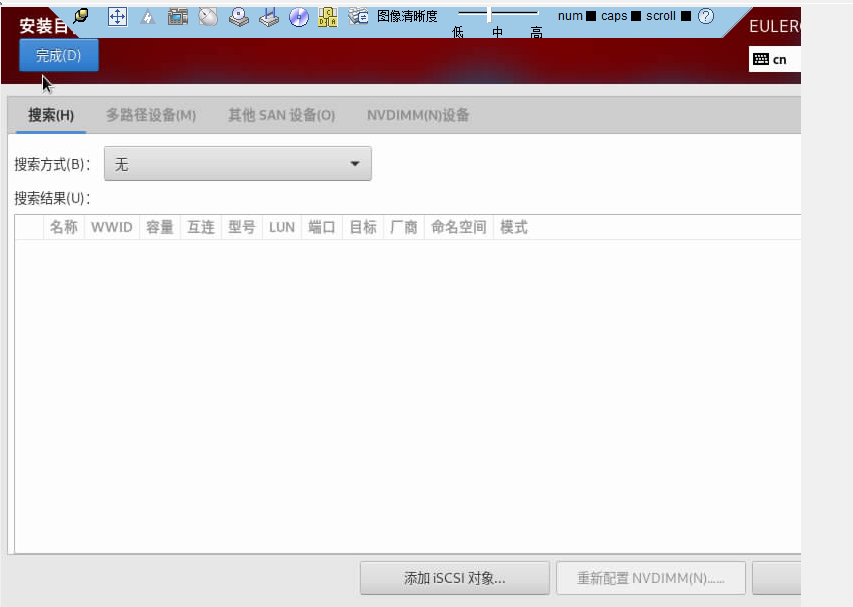 安装目
图像清晰度 低 中 高 num caps scroll
EULER
完成(D)
cn
搜索(H) 多路径设备(M) 其他 SAN 设备(O) NVDIMM(N)设备
搜索方式(B)： 无
搜索结果(U)：
名称 WWID 容量 互连 型号 LUN 端口 目标 厂商 命名空间 模式
添加 iSCSI 对象... 重新配置 NVDIMM(N)......